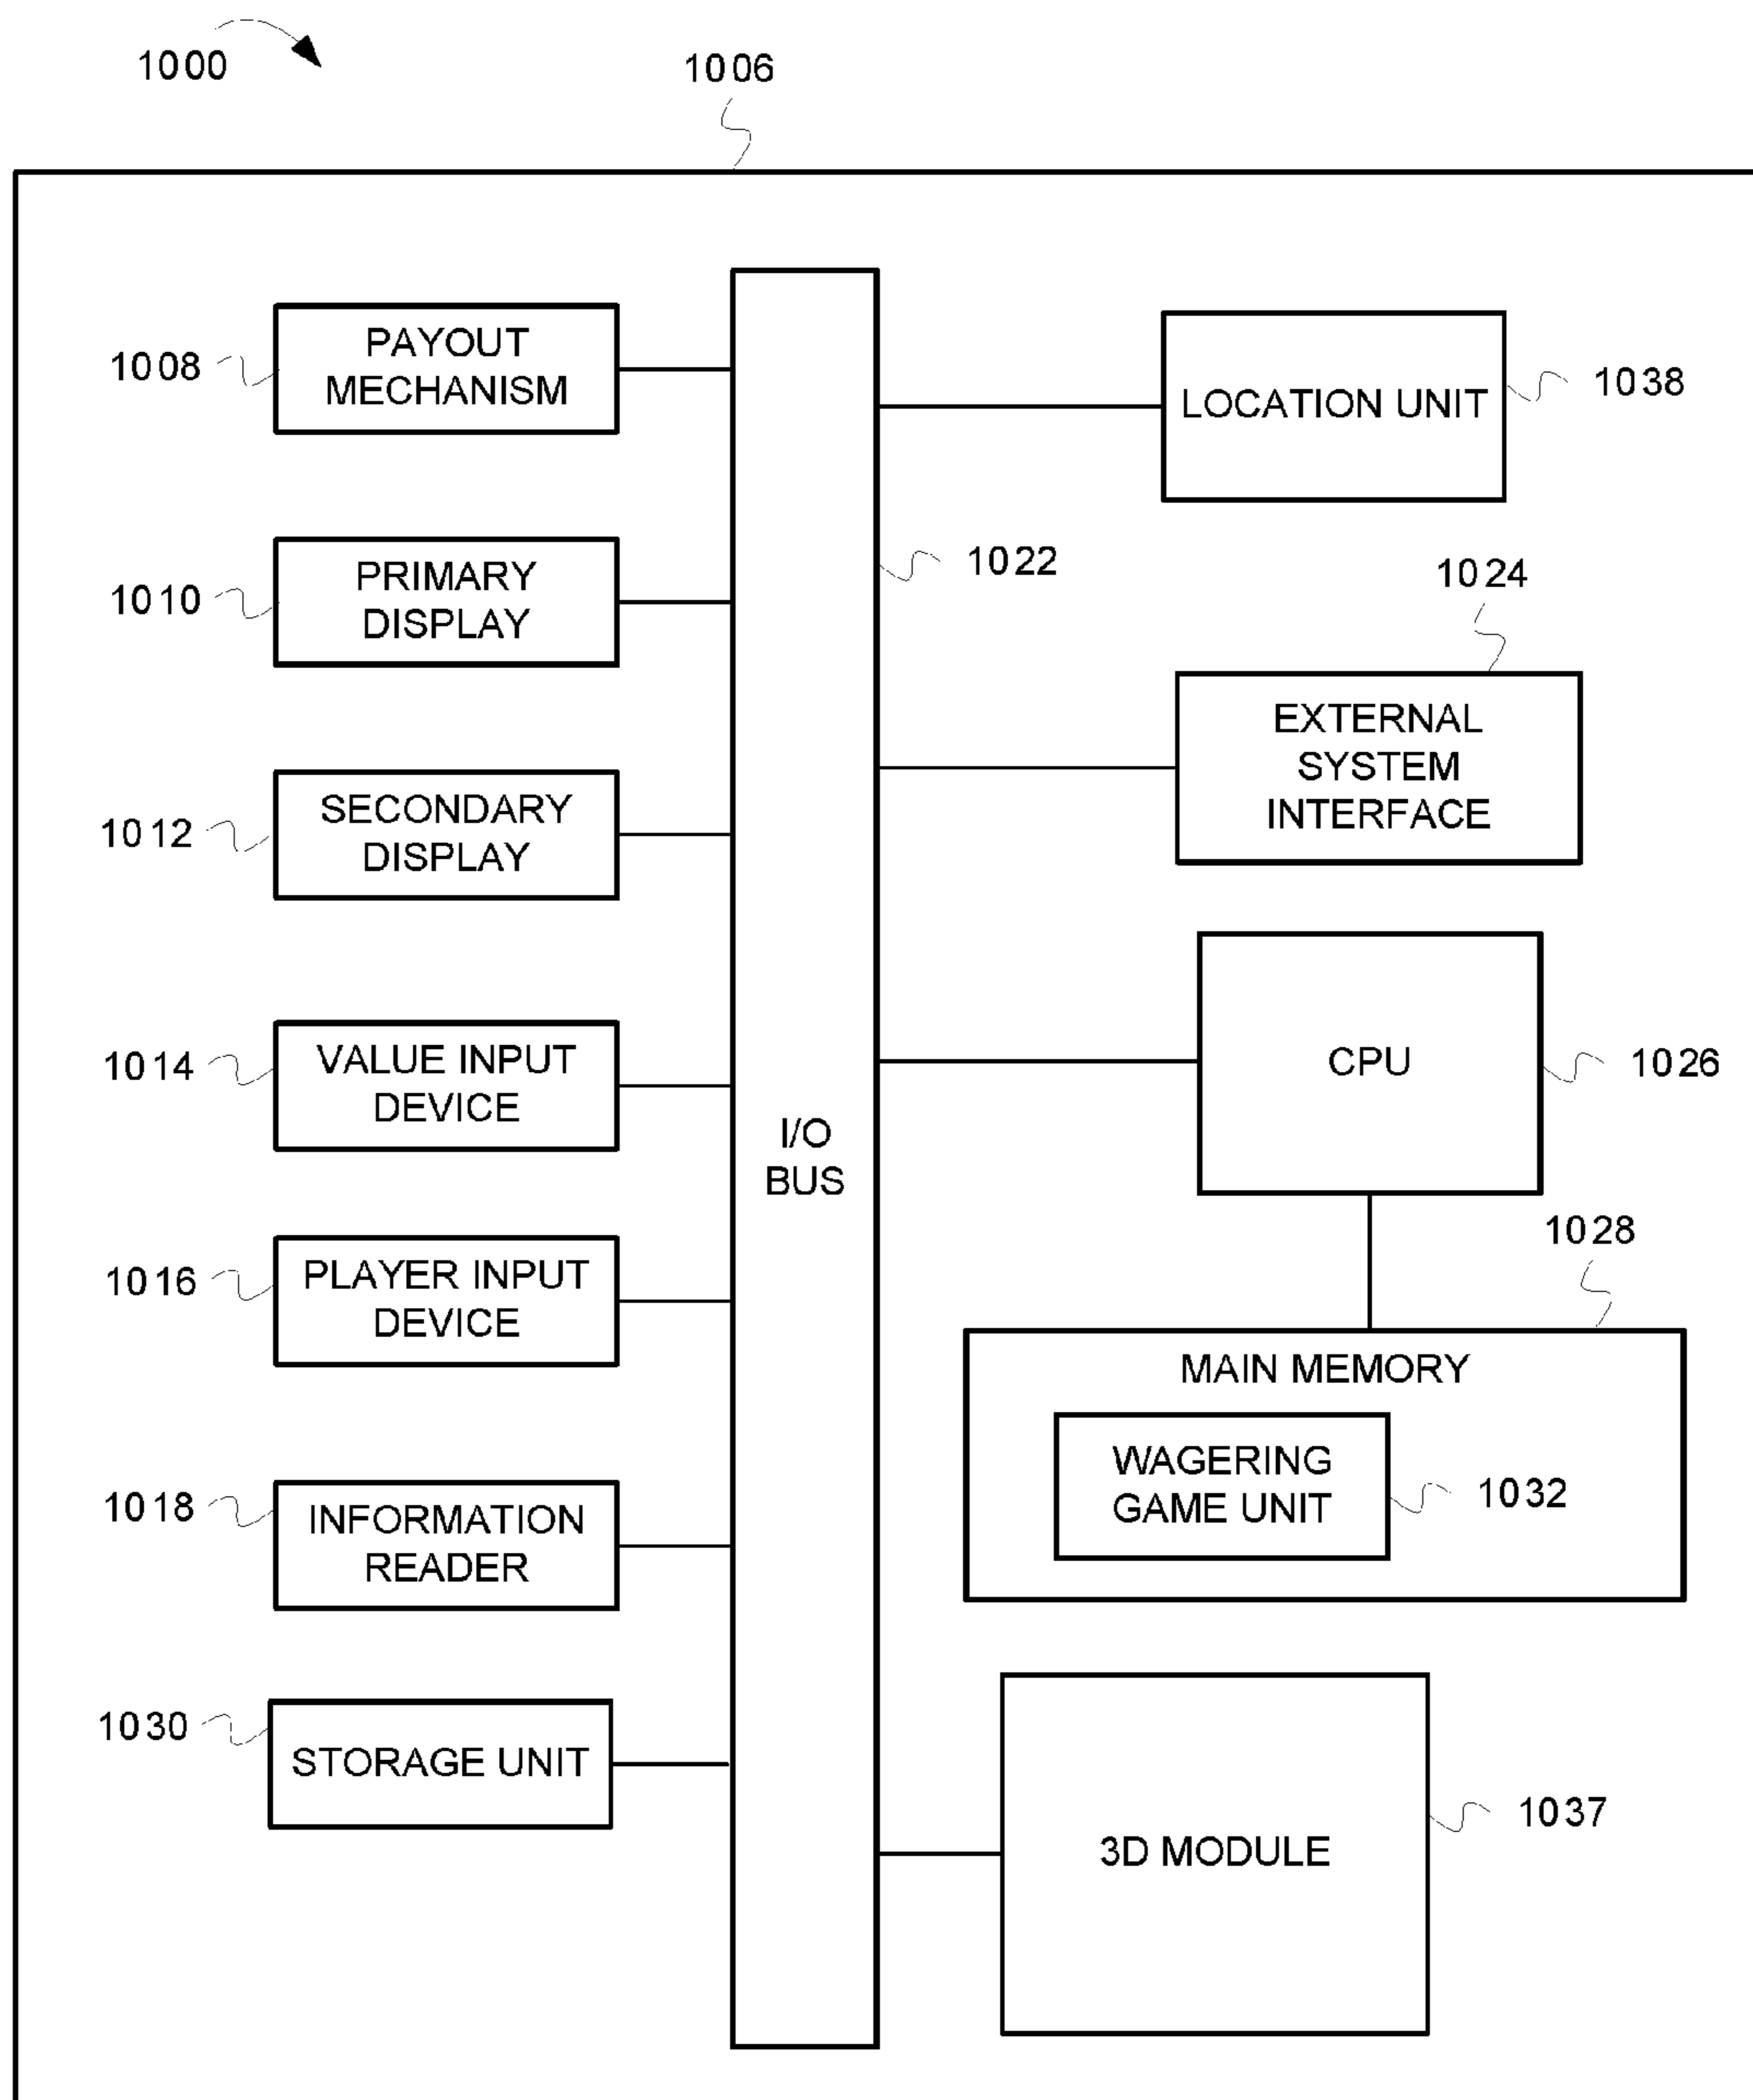 1000
1006
PAYOUT
MECHANISM
1008
PRIMARY
DISPLAY
1010
SECONDARY
DISPLAY
1012
VALUE INPUT
DEVICE
1014
PLAYER INPUT
DEVICE
1016
INFORMATION
READER
1018
STORAGE UNIT
1030
I/O
BUS
1022
LOCATION UNIT
1038
1024
EXTERNAL
SYSTEM
INTERFACE
CPU
1026
1028
MAIN MEMORY
WAGERING
GAME UNIT
1032
3D MODULE
1037